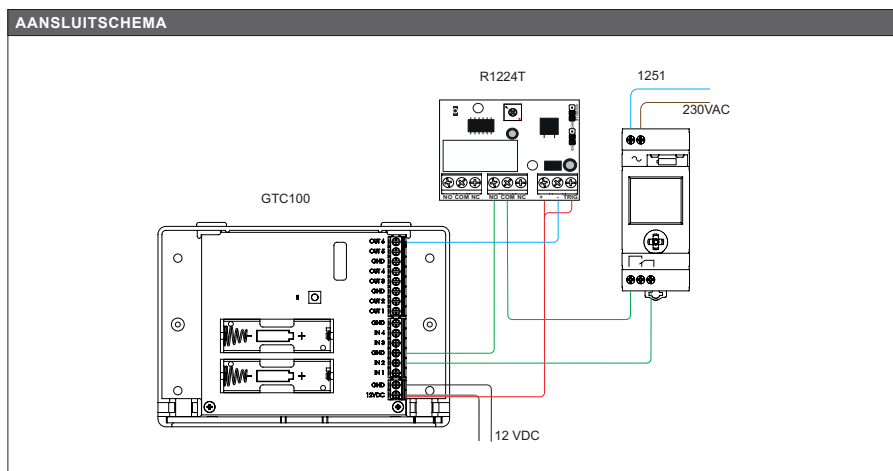 AANSLUITSCHEMA
R1224T
1251
230VAC
NO COM NC
NO COM NC
+ - TRIG
GTC100
OUT 6
OUT 5
GND
OUT 4
OUT 3
GND
OUT 2
OUT 1
GND
IN 4
IN 3
GND
IN 2
IN 1
GND
12VDC
12 VDC